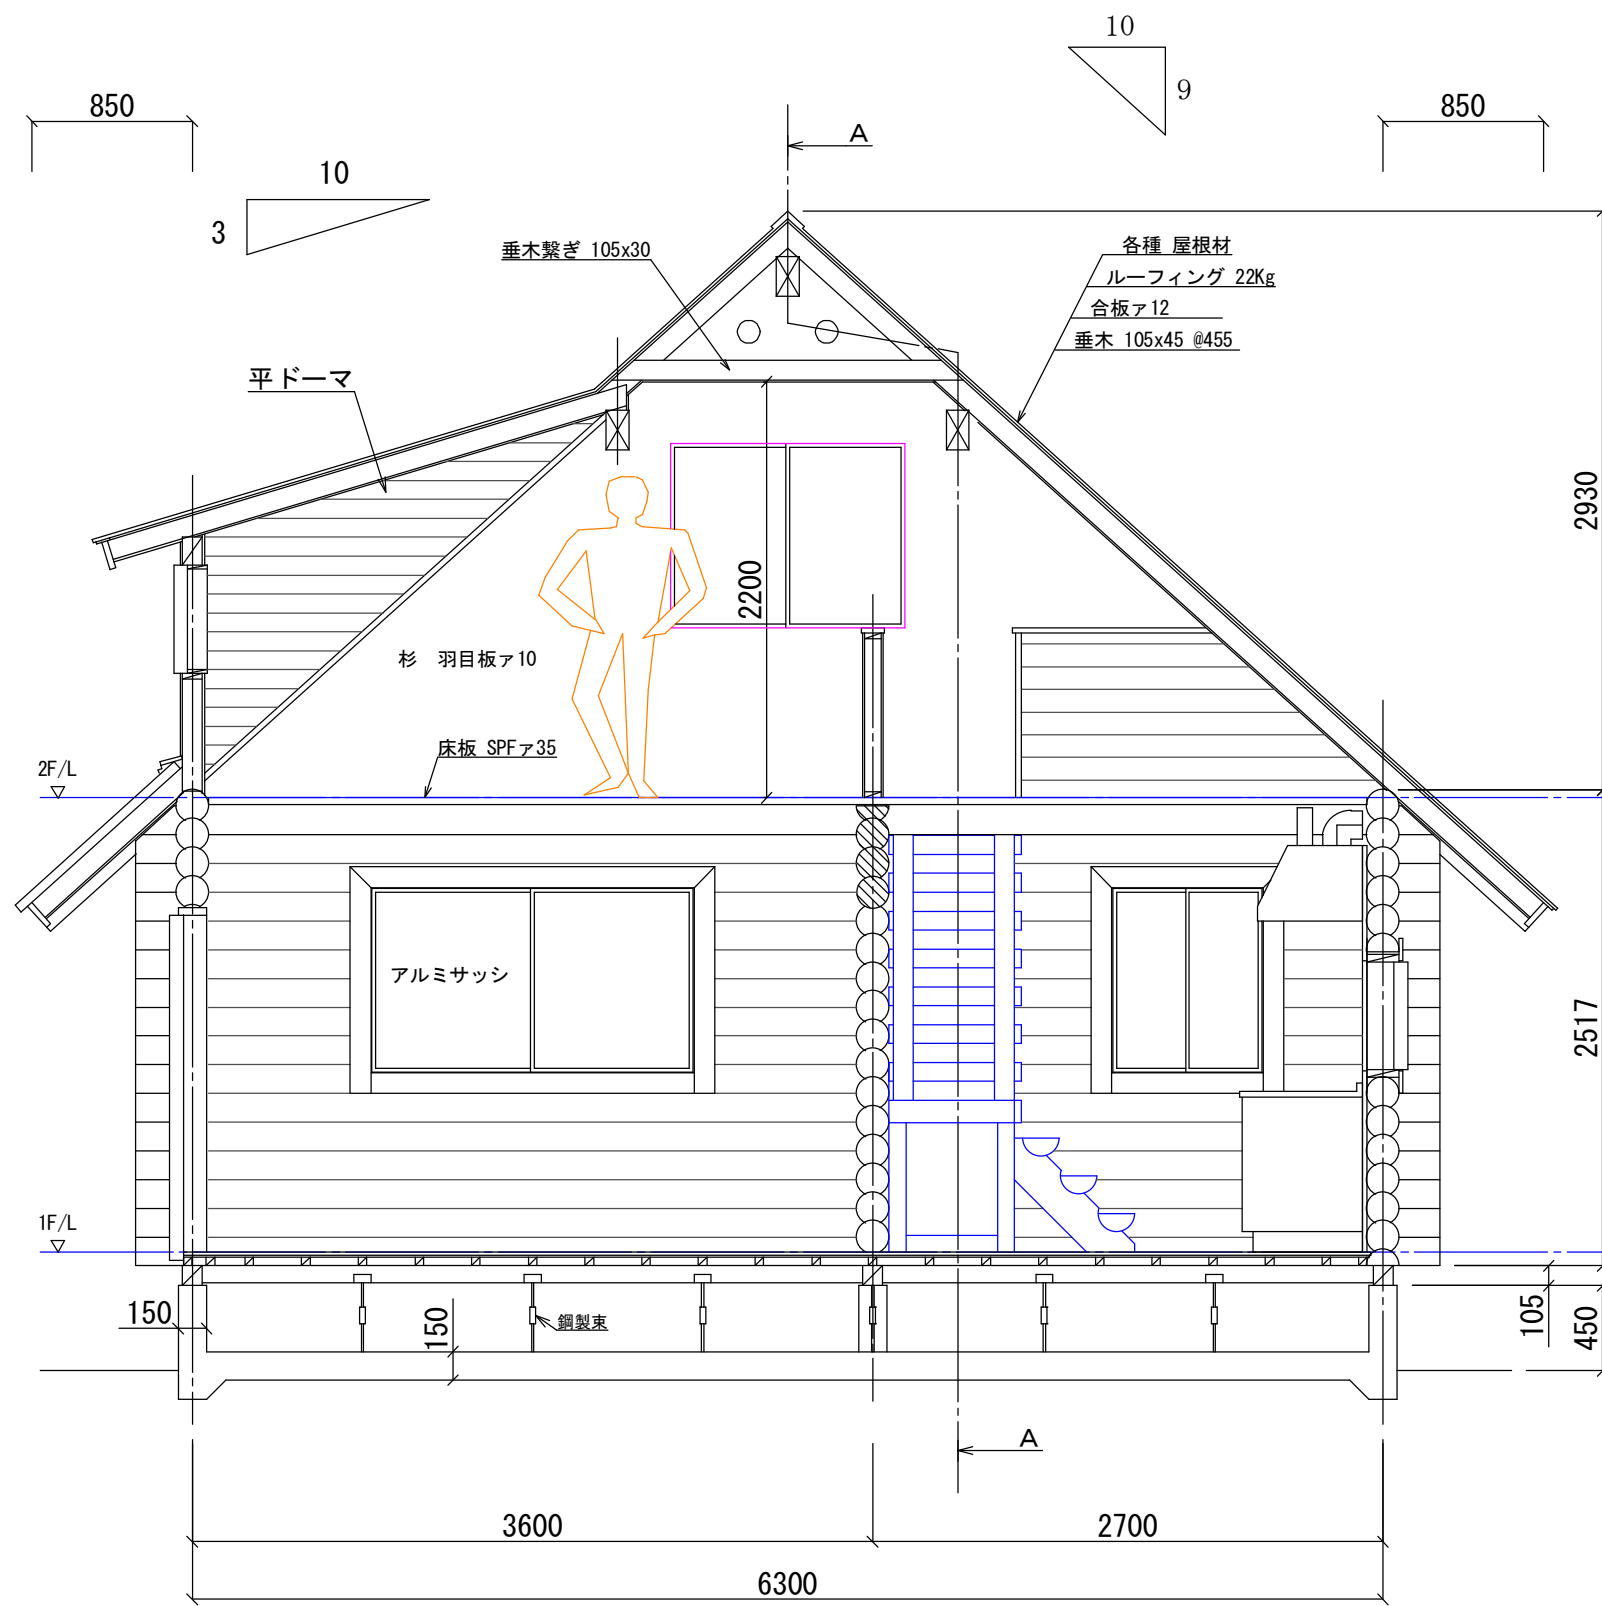 10
9
850
A
850
10
3
垂木繋ぎ 105x30
各種 屋根材
ルーフィング 22Kg
合板ァ12
垂木 105x45 @455
平ドーマ
2930
2200
杉 羽目板ァ10
床板 SPFァ35
2F/L
アルミサッシ
2517
1F/L
150
150
鋼製束
105
450
A
3600
2700
6300